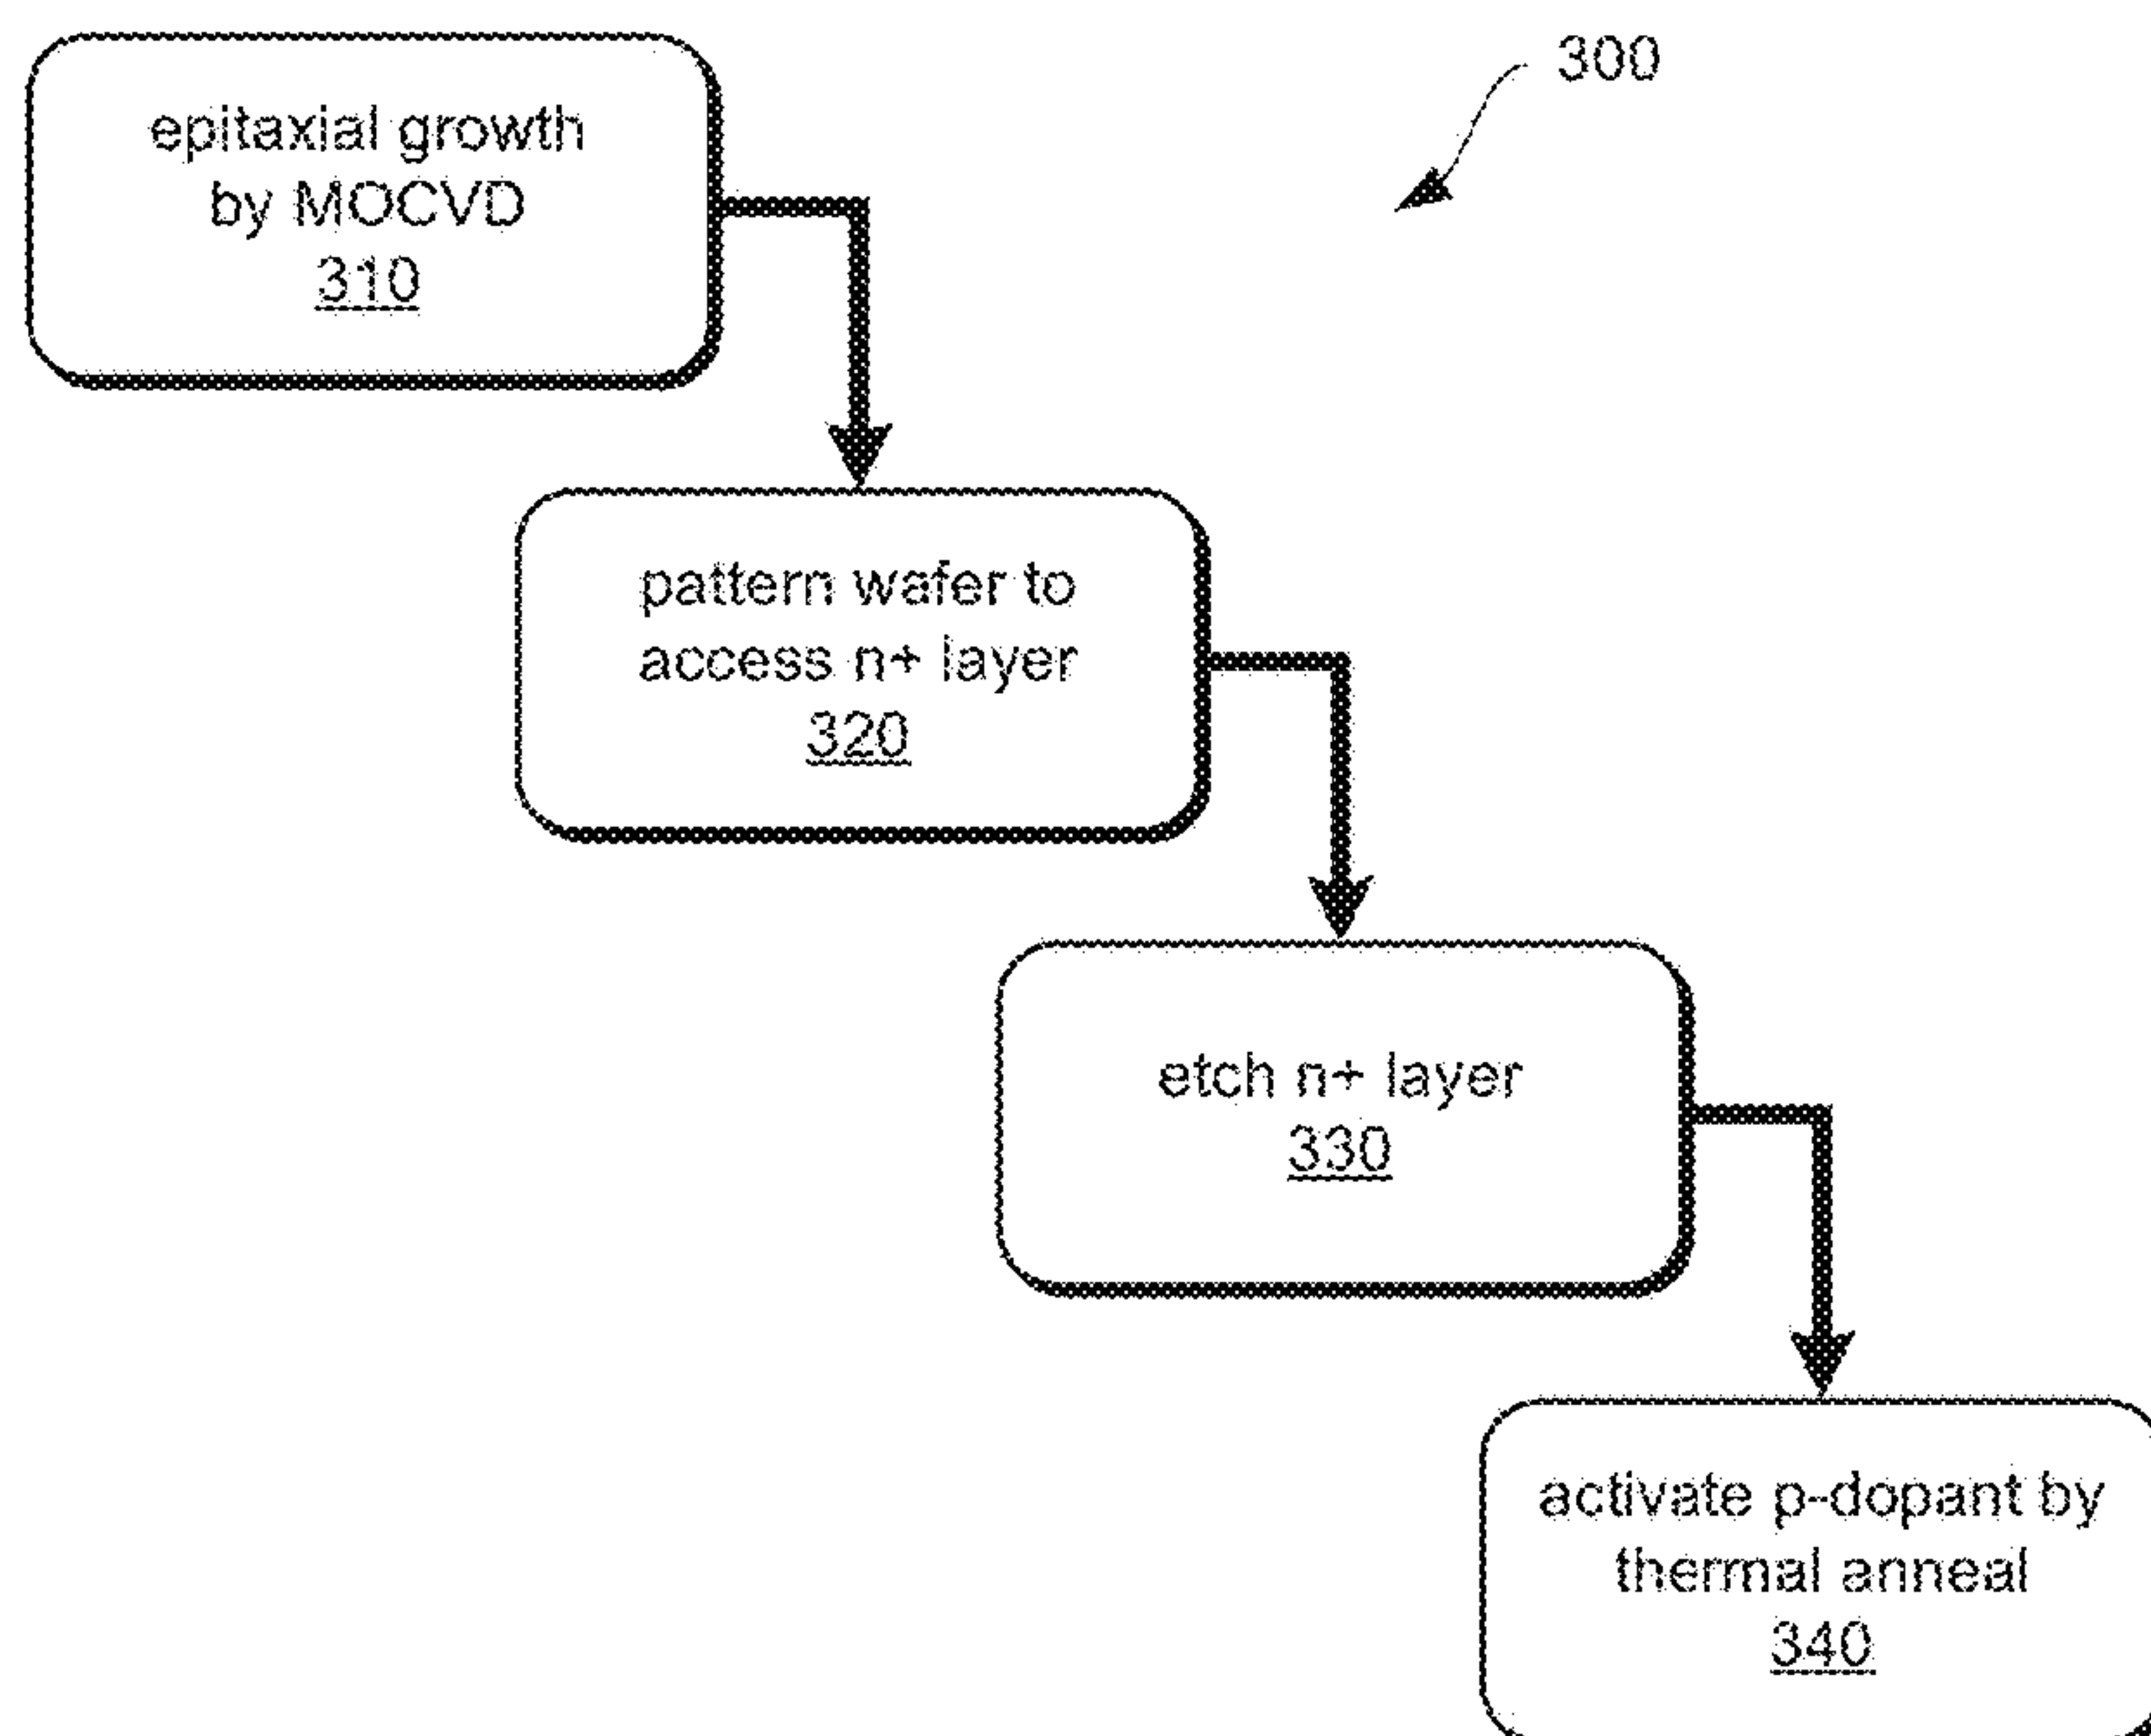 300
epitaxial growth
by MOCVD
310
pattern wafer to
access n+ layer
320
etch n+ layer
330
activate p-dopant by
thermal anneal
340